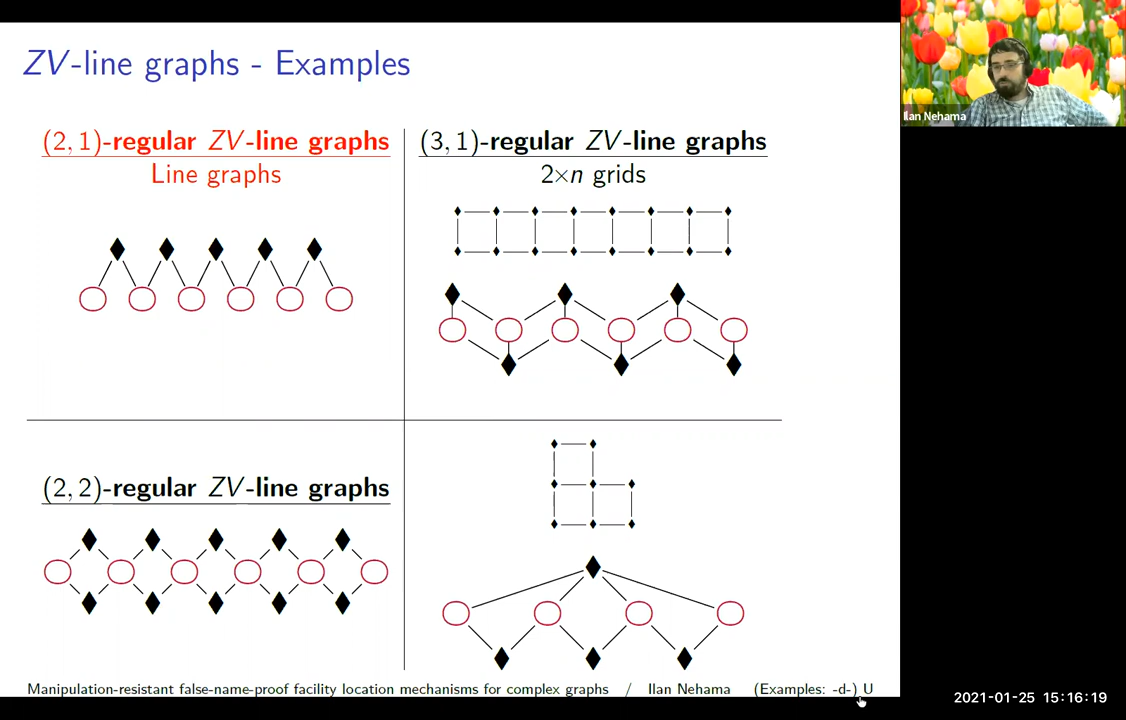 ZV-line graphs - Examples
Ilan Nehama
(2, 1)-regular ZV-line graphs
Line graphs
(3, 1)-regular ZV-line graphs
2×n grids
(2, 2)-regular ZV-line graphs
Manipulation-resistant false-name-proof facility location mechanisms for complex graphs / Ilan Nehama (Examples: -d-) U
2021-01-25 15:16:19